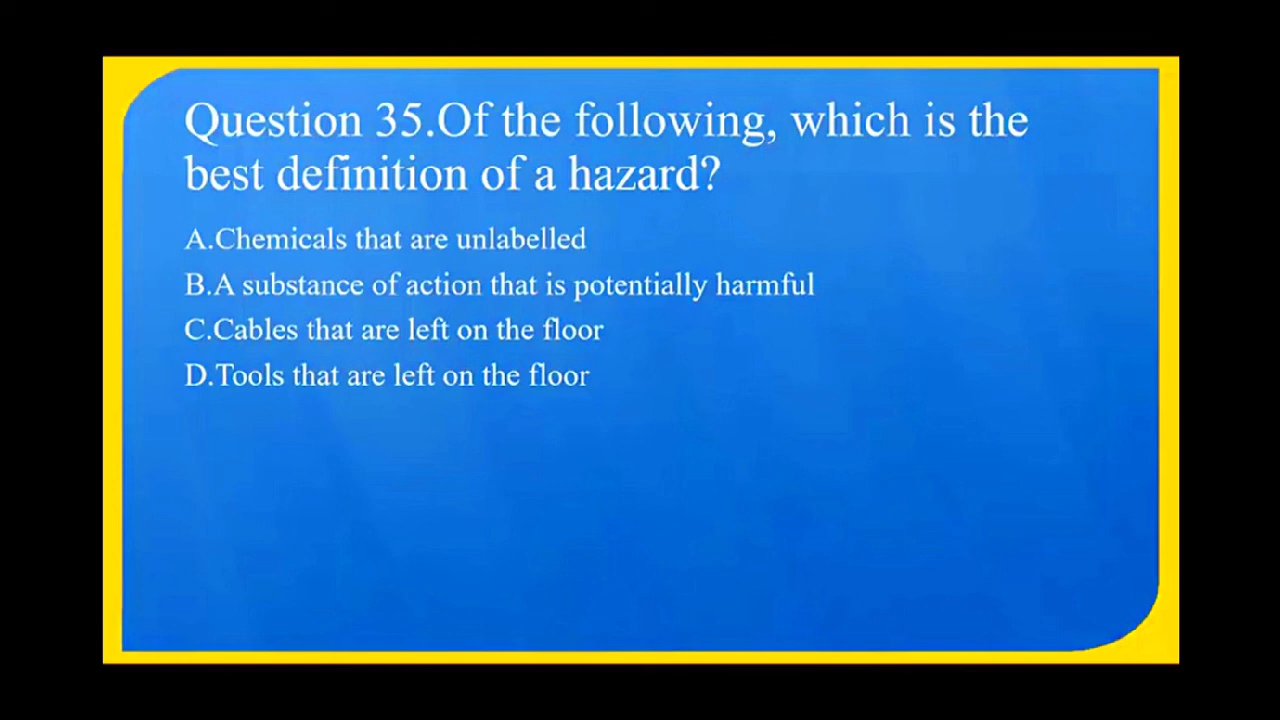 Question 35.Of the following, which is the
best definition of a hazard?
A.Chemicals that are unlabelled
B.A substance of action that is potentially harmful
C.Cables that are left on the floor
D.Tools that are left on the floor